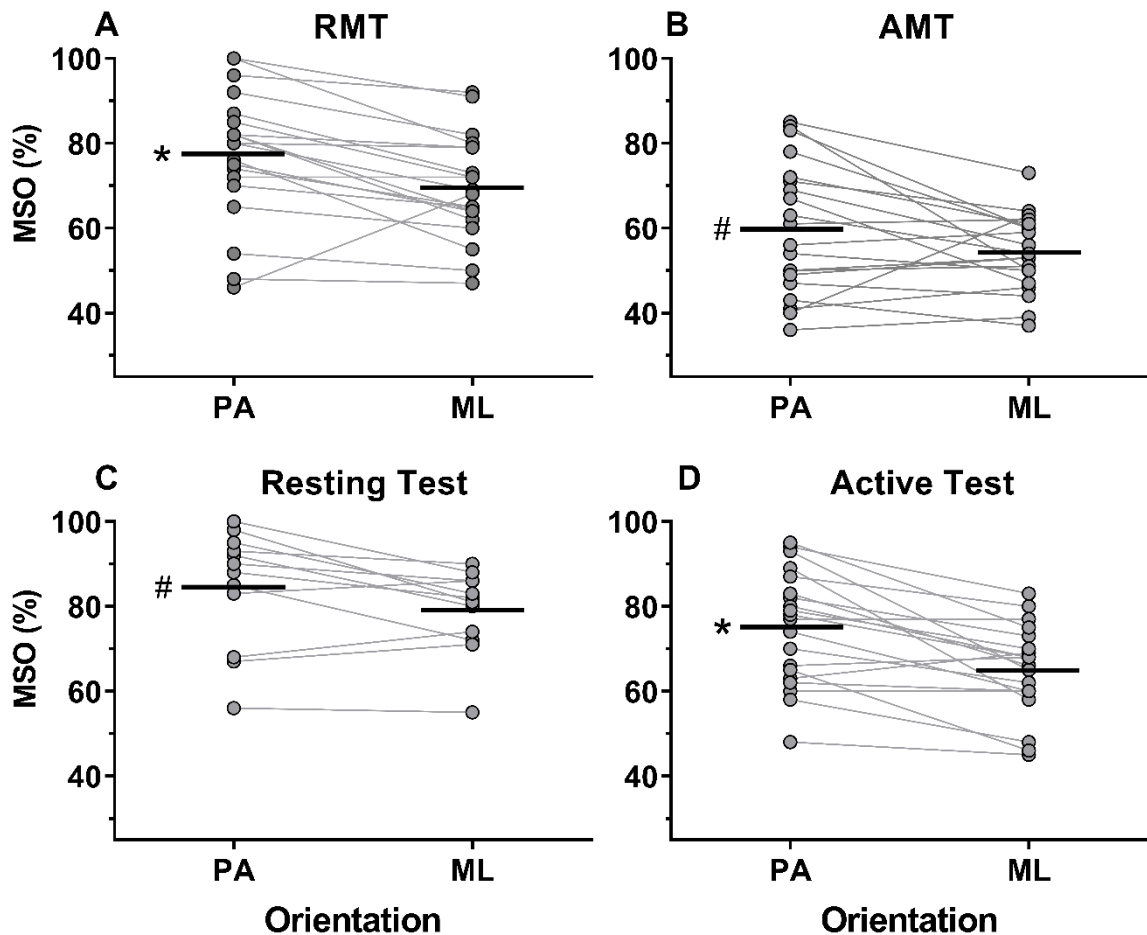 A
RMT
MSO (%)
100
80
60
40
*
PA
ML
B
AMT
100
80
60
40
#
PA
ML
C
Resting Test
MSO (%)
100
80
60
40
#
PA
ML
Orientation
D
Active Test
100
80
60
40
*
PA
ML
Orientation